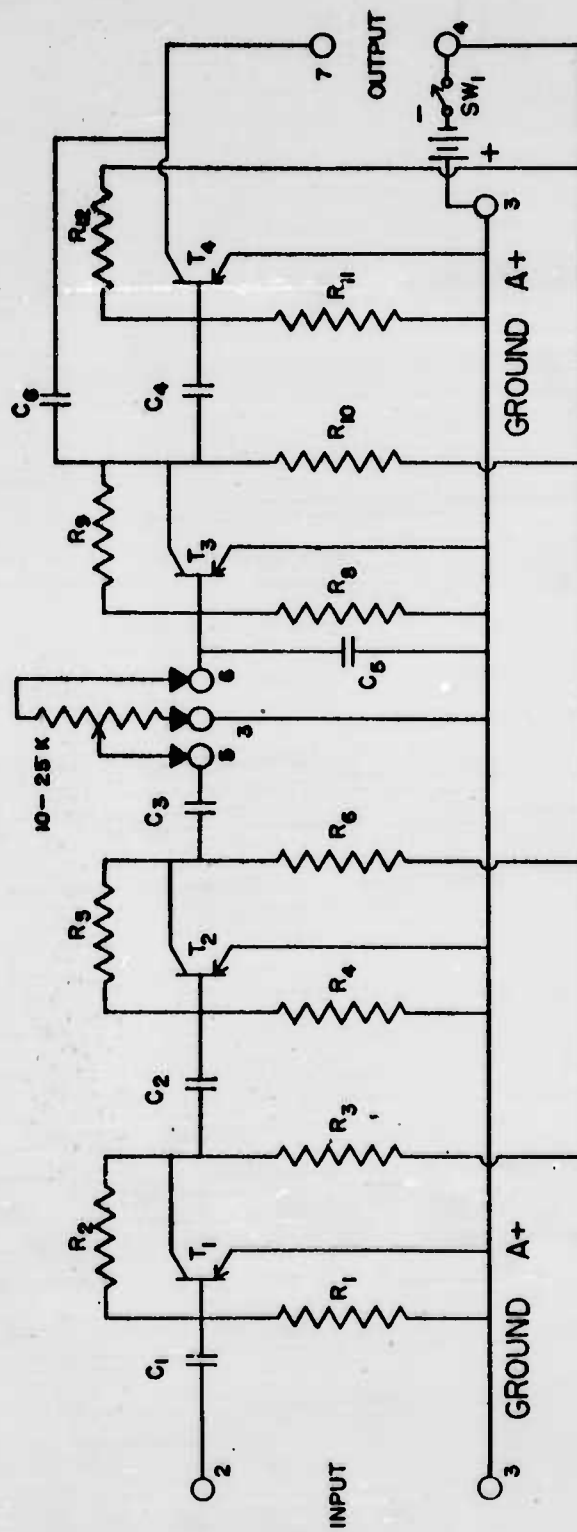 C6
R12
R9
10-25K
R5
R2
7
OUTPUT
4
SW1
-
+
T4
C4
T3
6
3
5
C3
T2
C2
T1
C1
2
INPUT
R11
R10
R8
C5
R6
R4
R3
R1
3
GROUND A+
3
GROUND A+